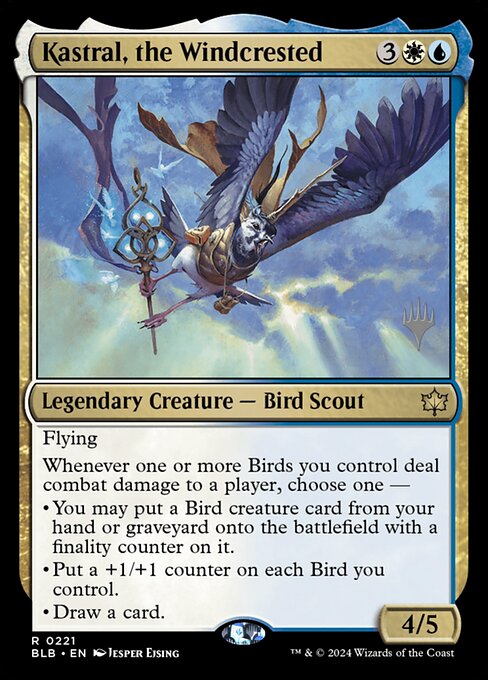 Kastral, the Windcrested 3
Legendary Creature — Bird Scout
Flying
Whenever one or more Birds you control deal
combat damage to a player, choose one —
•You may put a Bird creature card from your
hand or graveyard onto the battlefield with a
finality counter on it.
•Put a +1/+1 counter on each Bird you
control.
•Draw a card.
4/5
R 0221
BLB • EN Jesper Ejsing
™ & © 2024 Wizards of the Coast